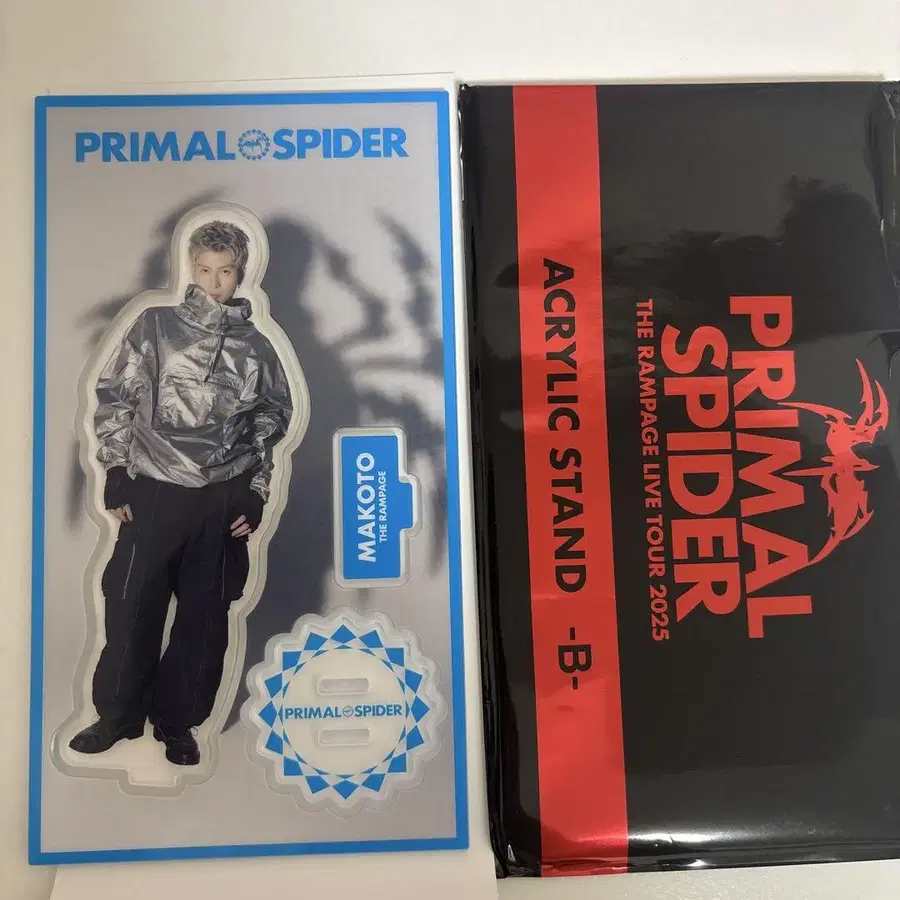 PRIMAL SPIDER
MAKOTO
THE RAMPAGE
PRIMAL SPIDER
ACRYLIC STAND -B-
PRIMAL
SPIDER
THE RAMPAGE LIVE TOUR 2025